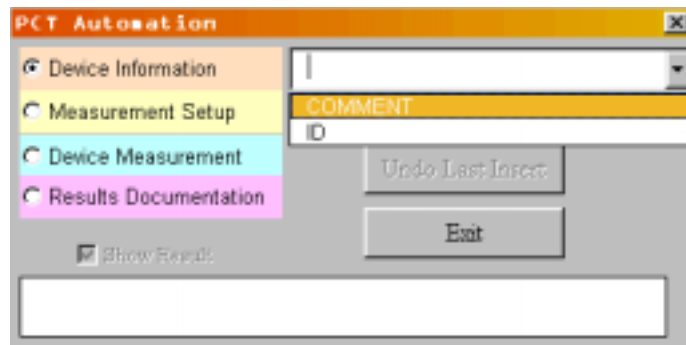 PCT Automation
Device Information
COMMENT
Measurement Setup
ID
Device Measurement
Undo Last Insert
Results Documentation
Exit
Show Result